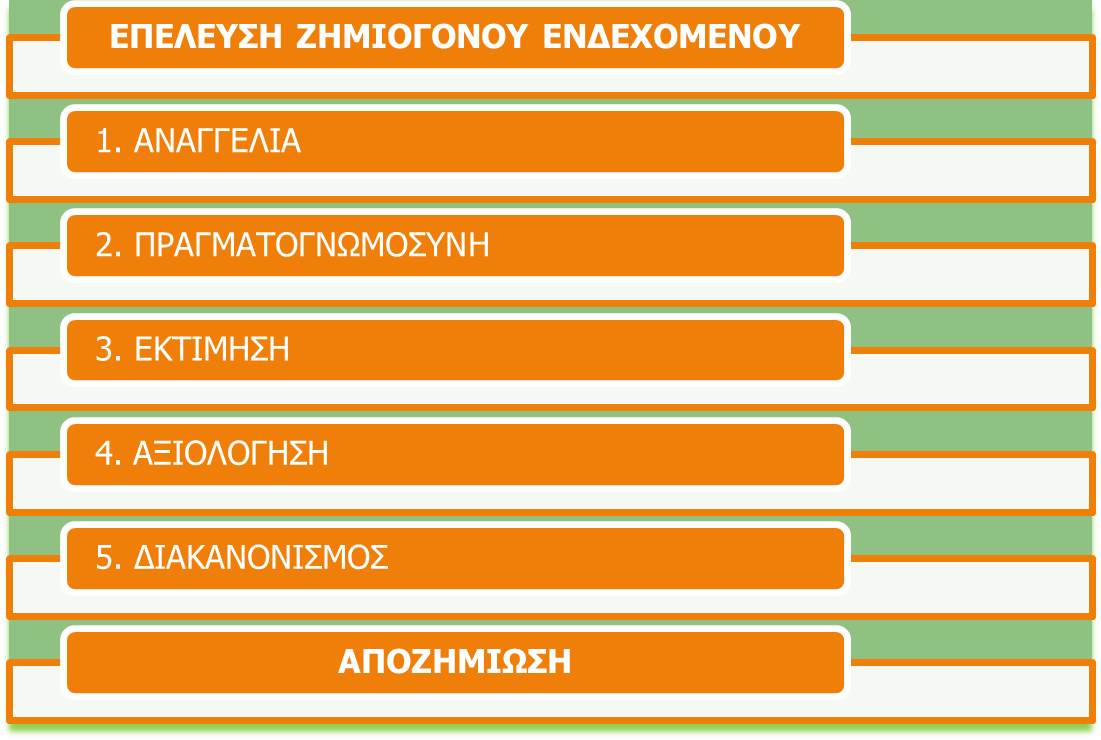 ΕΠΕΛΕΥΣΗ ΖΗΜΙΟΓΟΝΟΥ ΕΝΔΕΧΟΜΕΝΟΥ
1. ΑΝΑΓΓΕΛΙΑ
2. ΠΡΑΓΜΑΤΟΓΝΩΜΟΣΥΝΗ
3. ΕΚΤΙΜΗΣΗ
4. ΑΞΙΟΛΟΓΗΣΗ
5. ΔΙΑΚΑΝΟΝΙΣΜΟΣ
ΑΠΟΖΗΜΙΩΣΗ